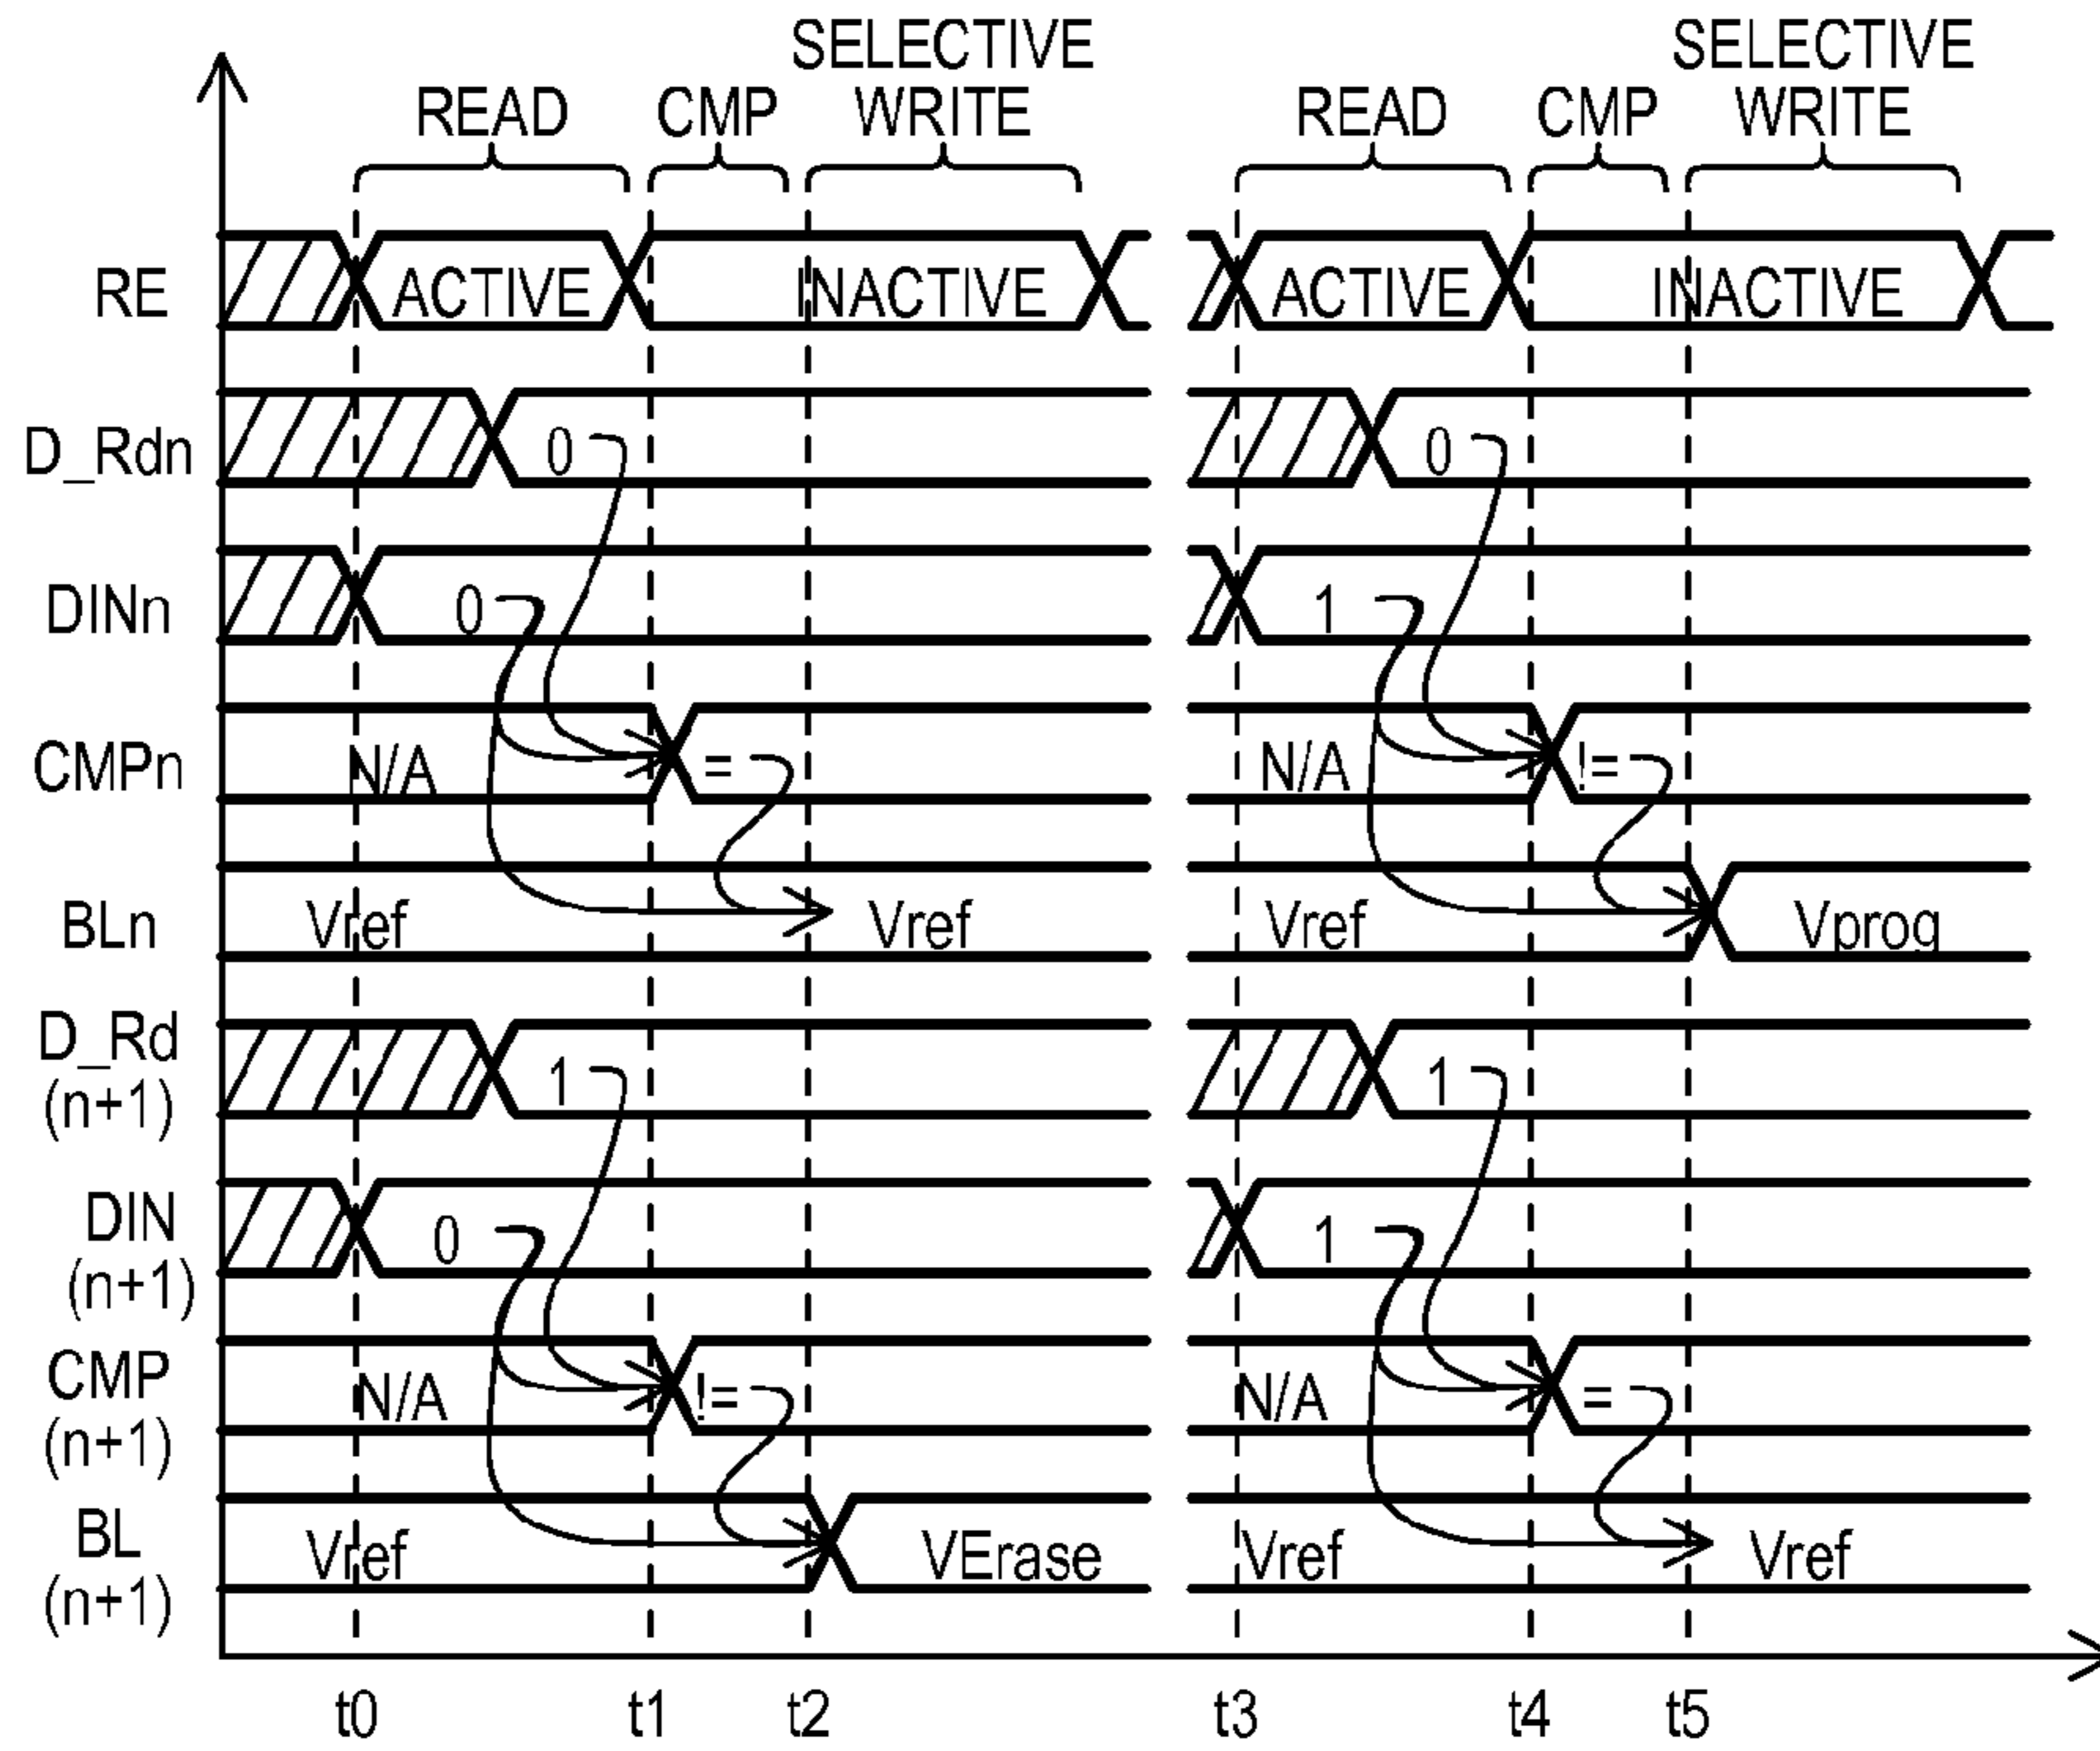 SELECTIVE SELECTIVE
READ CMP WRITE READ CMP WRITE
RE ACTIVE INACTIVE ACTIVE INACTIVE
D_Rdn 0 0
DINn 0 1
CMPn N/A = N/A !=
BLn Vref Vref Vref Vprog
D_Rd
(n+1) 1 1
DIN
(n+1) 0 1
CMP
(n+1) N/A != N/A =
BL
(n+1) Vref VErase Vref Vref
t0 t1 t2 t3 t4 t5